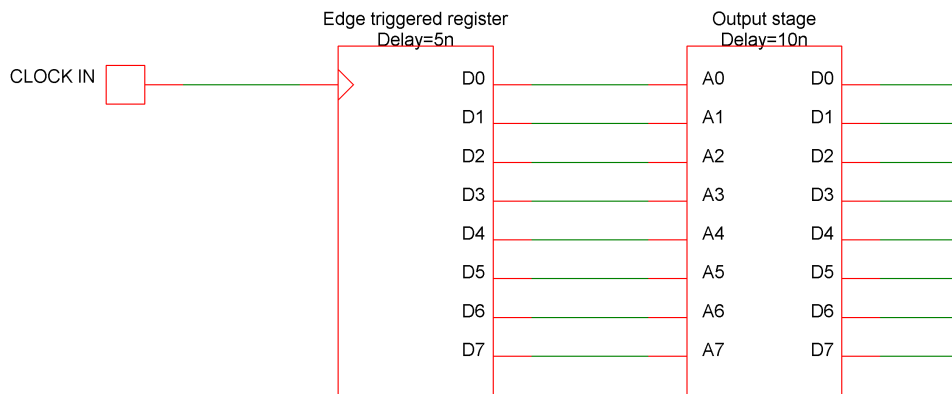 Edge triggered register
Delay=5n
Output stage
Delay=10n
CLOCK IN
D0 A0 D0
D1 A1 D1
D2 A2 D2
D3 A3 D3
D4 A4 D4
D5 A5 D5
D6 A6 D6
D7 A7 D7